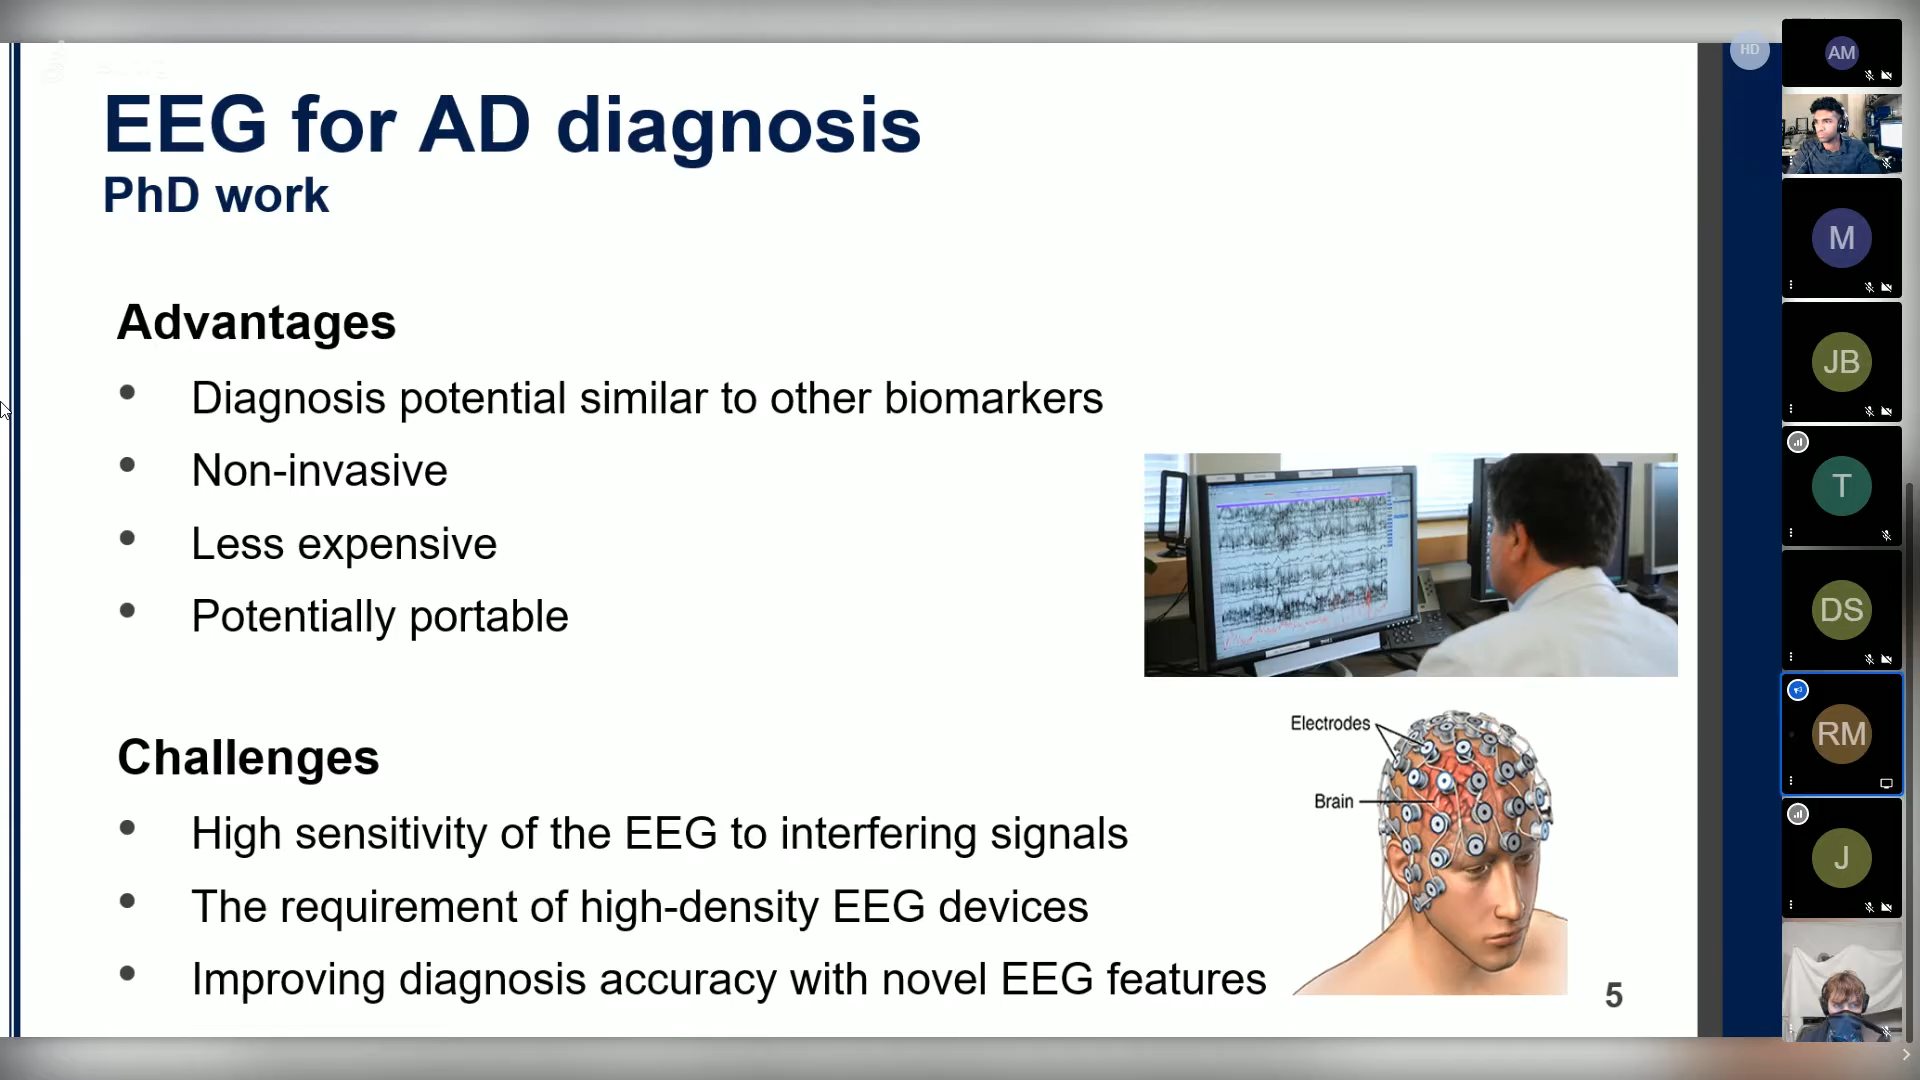 EEG for AD diagnosis
PhD work
Advantages
• Diagnosis potential similar to other biomarkers
• Non-invasive
• Less expensive
• Potentially portable
Challenges
• High sensitivity of the EEG to interfering signals
• The requirement of high-density EEG devices
• Improving diagnosis accuracy with novel EEG features
Electrodes
Brain
5
HD
AM
M
JB
T
DS
RM
J